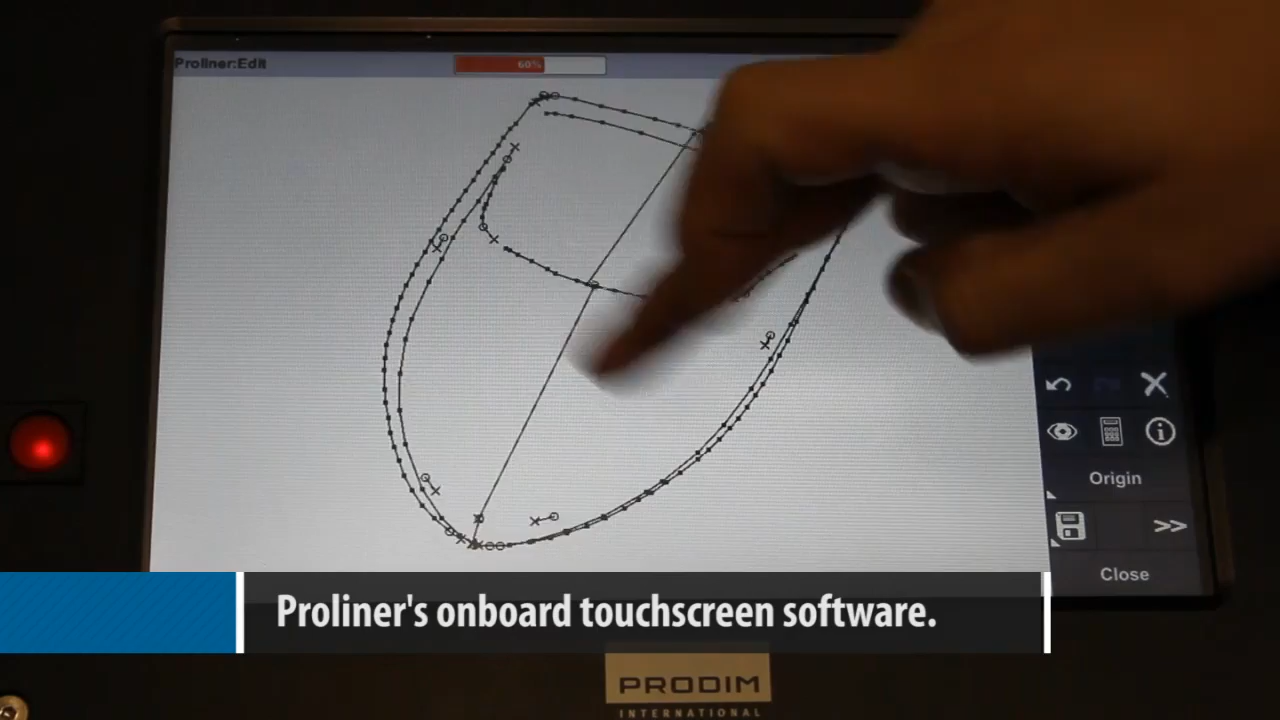 Proliner:Edit
60%
Origin
Close
Proliner's onboard touchscreen software.
PRODIM
INTERNATIONAL